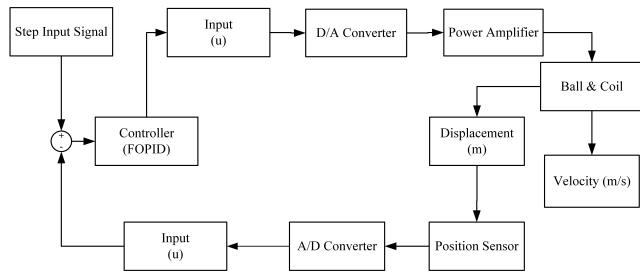 Step Input Signal
Input
(u)
D/A Converter
Power Amplifier
Ball & Coil
+
-
Controller
(FOPID)
Displacement
(m)
Velocity (m/s)
Input
(u)
A/D Converter
Position Sensor